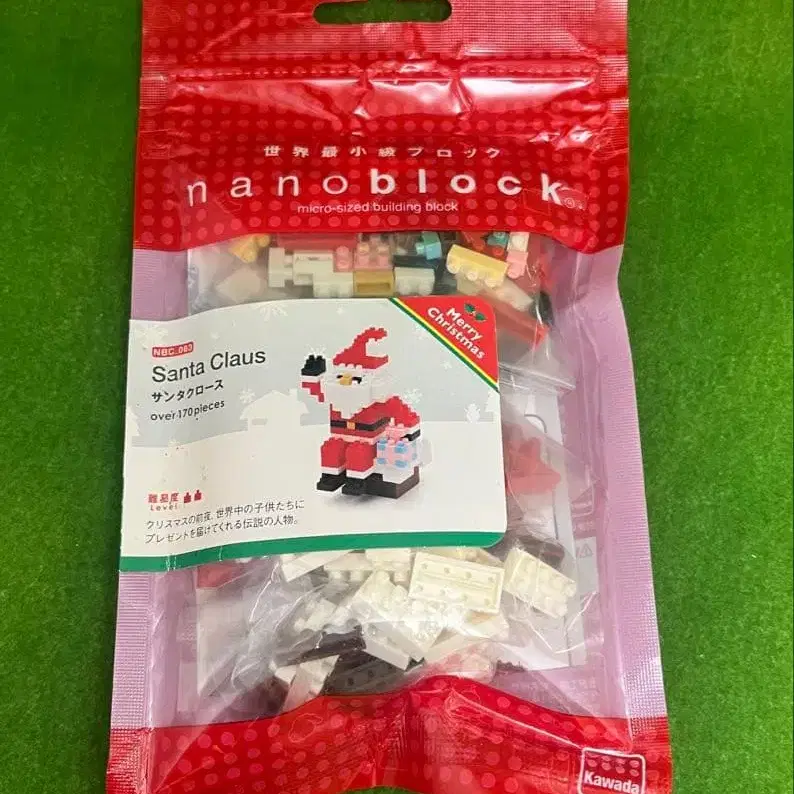 世界最小級ブロック
nanoblock®
micro-sized building block
Merry
Christmas
NBC_063
Santa Claus
サンタクロース
over 170 pieces
難易度
Level
クリスマスの前夜、世界中の子供たちに
プレゼントを届けてくれる伝説の人物。
Kawada